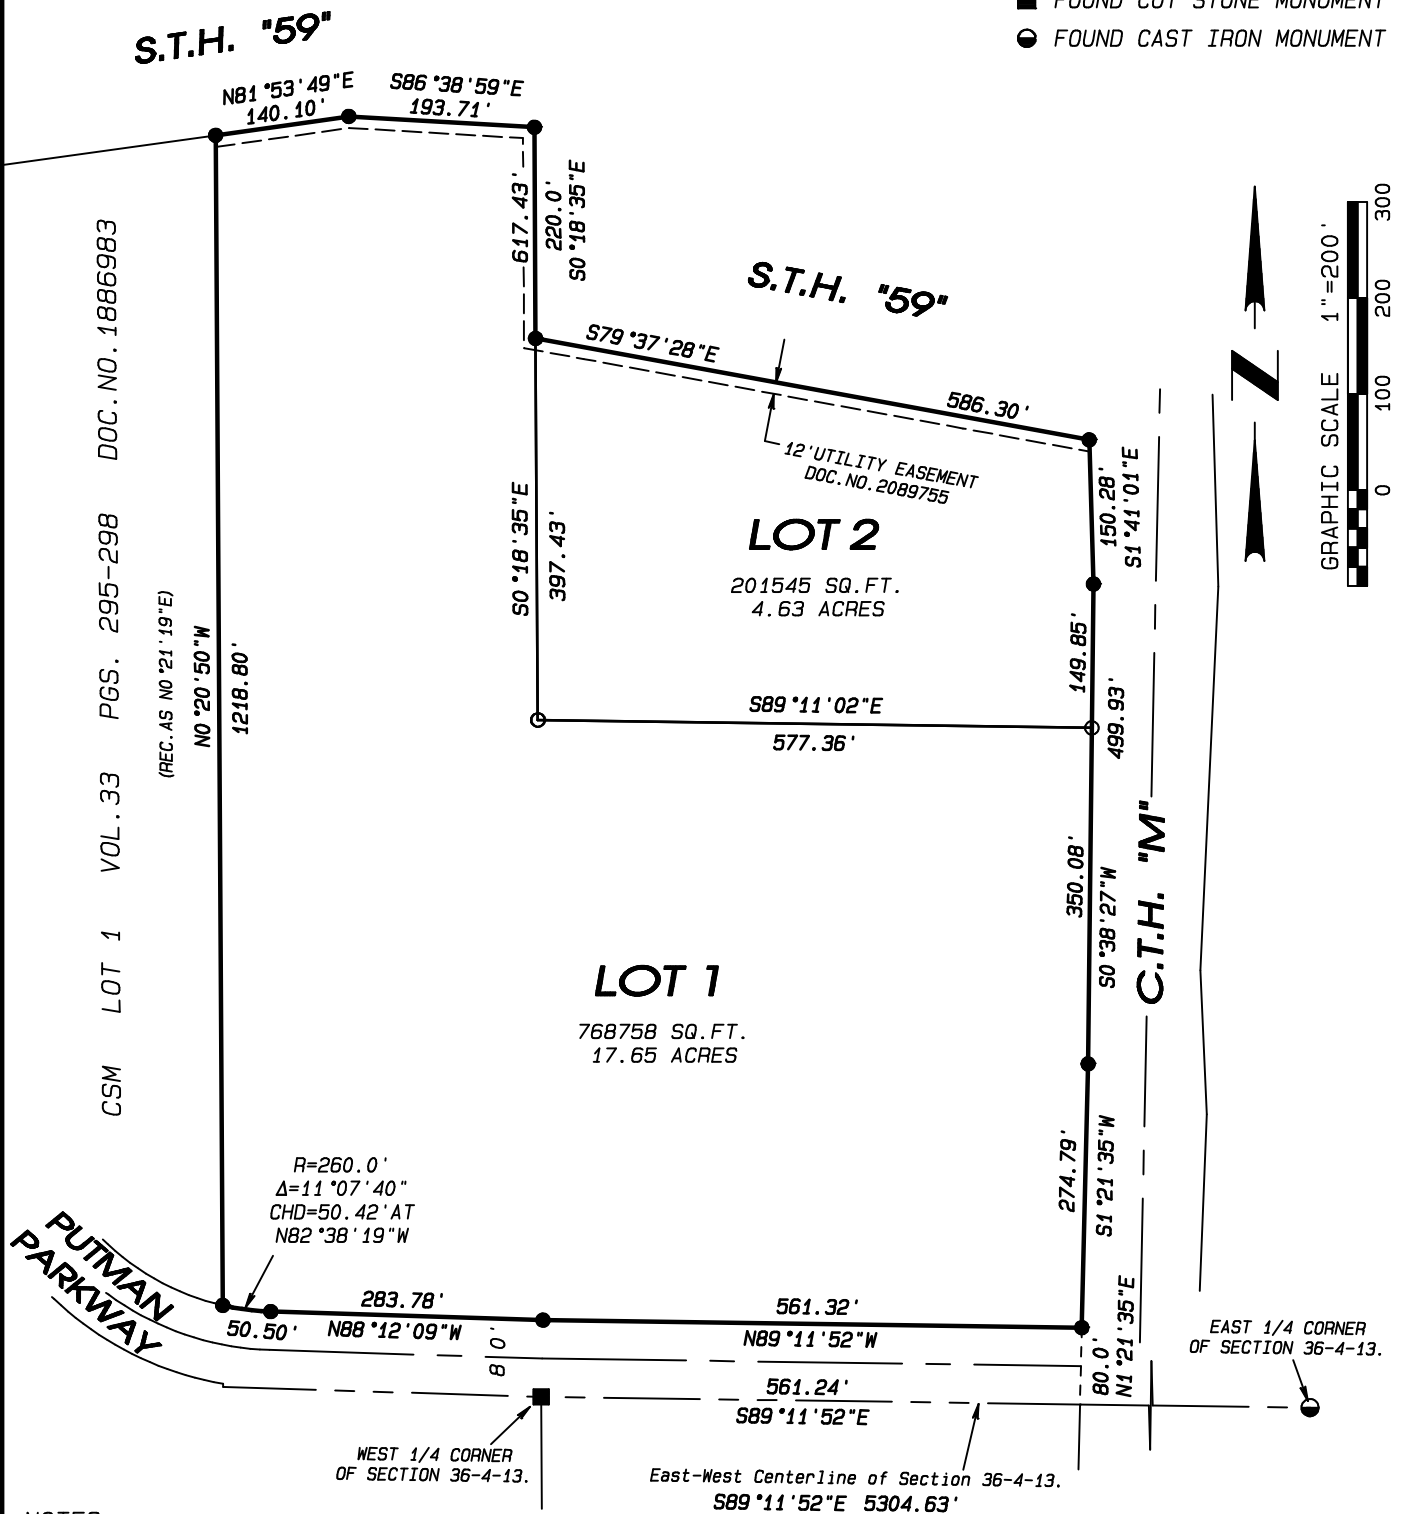 FOUND CUT STONE MONUMENT
FOUND CAST IRON MONUMENT
S.T.H. "59"
N81°53'49"E
140.10'
S86°38'59"E
193.71'
617.43'
220.0'
S0°18'35"E
S.T.H. "59"
S79°37'28"E
586.30'
12'UTILITY EASEMENT
DOC.NO.2089755
LOT 2
201545 SQ.FT.
4.63 ACRES
150.28'
S1°41'01"E
S0°18'35"E
397.43'
149.85'
499.93'
S89°11'02"E
577.36'
GRAPHIC SCALE 1"=200'
0 100 200 300
N
CSM LOT 1 VOL.33 PGS. 295-298 DOC.NO.1886983
(REC.AS N0°21'19"E)
N0°20'50"W
1218.80'
350.08'
S0°38'27"W
C.T.H. "M"
LOT 1
768758 SQ.FT.
17.65 ACRES
274.79'
S1°21'35"W
R=260.0'
Δ=11°07'40"
CHD=50.42'AT
N82°38'19"W
PUTMAN
PARKWAY
50.50'
283.78'
N88°12'09"W
80'
561.32'
N89°11'52"W
80.0'
N1°21'35"E
561.24'
S89°11'52"E
EAST 1/4 CORNER
OF SECTION 36-4-13.
WEST 1/4 CORNER
OF SECTION 36-4-13.
East-West Centerline of Section 36-4-13.
S89°11'52"E 5304.63'
NOTES